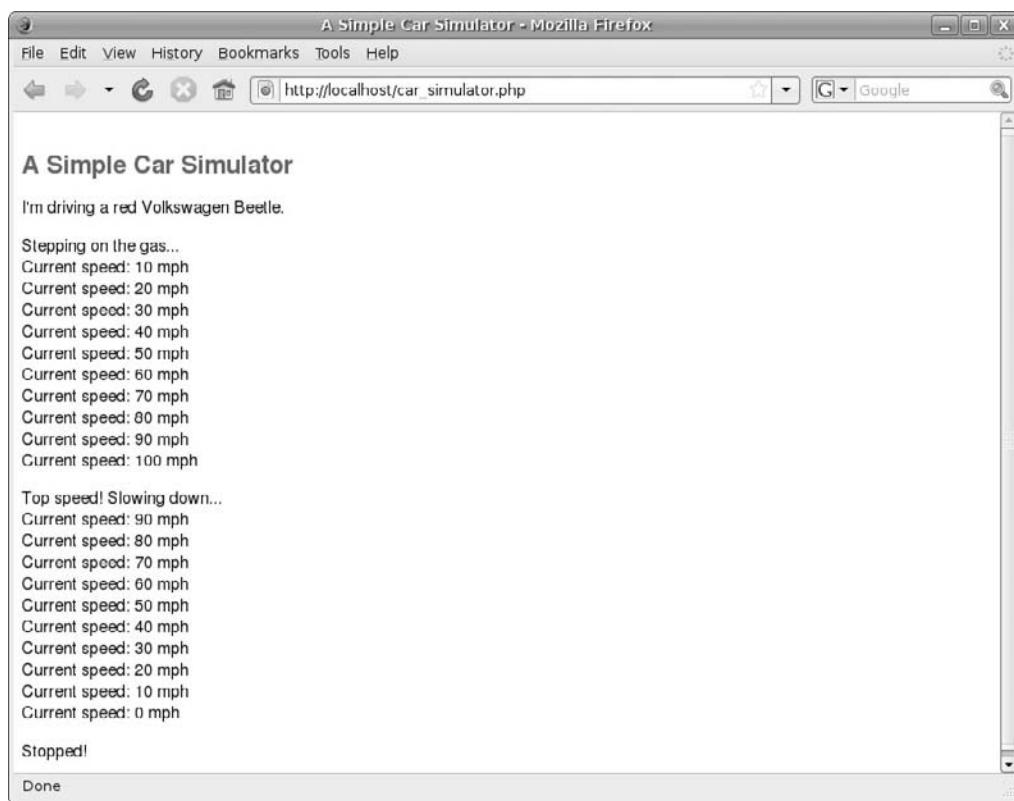 A Simple Car Simulator - Mozilla Firefox
File Edit View History Bookmarks Tools Help
http://localhost/car_simulator.php
G Google
A Simple Car Simulator
I'm driving a red Volkswagen Beetle.
Stepping on the gas...
Current speed: 10 mph
Current speed: 20 mph
Current speed: 30 mph
Current speed: 40 mph
Current speed: 50 mph
Current speed: 60 mph
Current speed: 70 mph
Current speed: 80 mph
Current speed: 90 mph
Current speed: 100 mph
Top speed! Slowing down...
Current speed: 90 mph
Current speed: 80 mph
Current speed: 70 mph
Current speed: 60 mph
Current speed: 50 mph
Current speed: 40 mph
Current speed: 30 mph
Current speed: 20 mph
Current speed: 10 mph
Current speed: 0 mph
Stopped!
Done